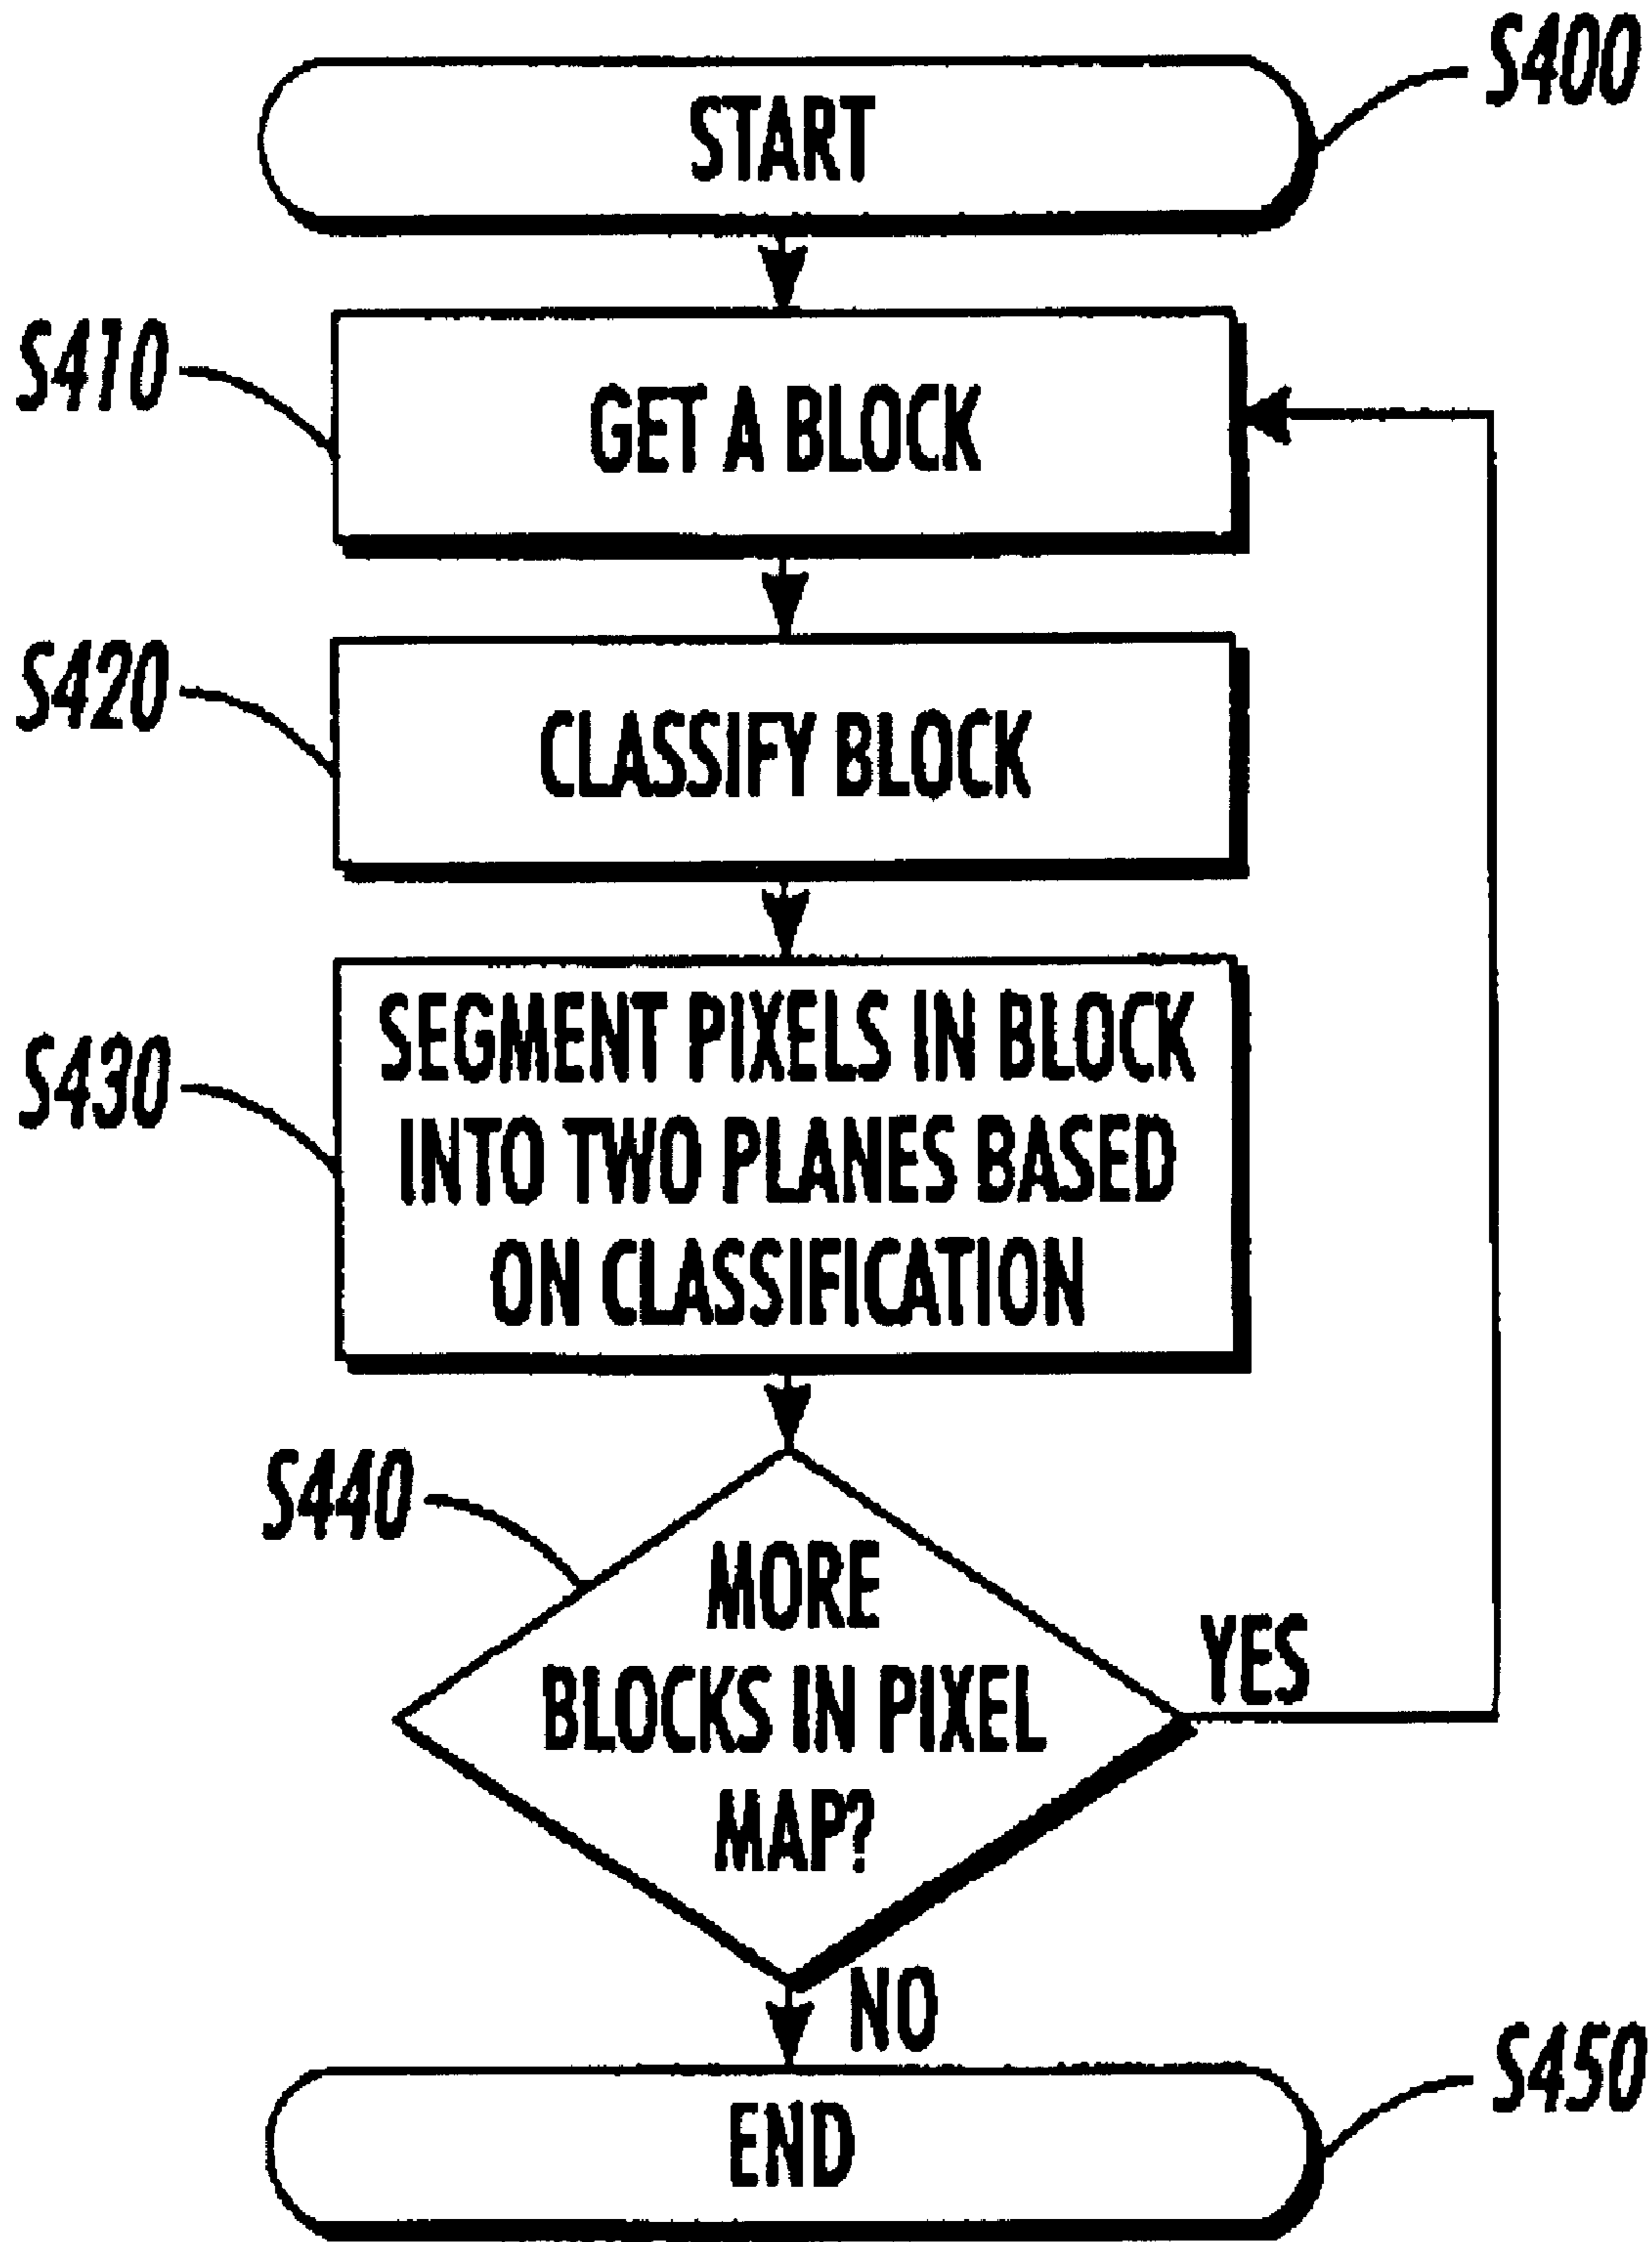 S400
START
S410
GET A BLOCK
S420
CLASSIFY BLOCK
S430
SEGMENT PIXELS IN BLOCK
INTO TWO PLANES BASED
ON CLASSIFICATION
S440
MORE
BLOCKS IN PIXEL
MAP?
YES
NO
S450
END